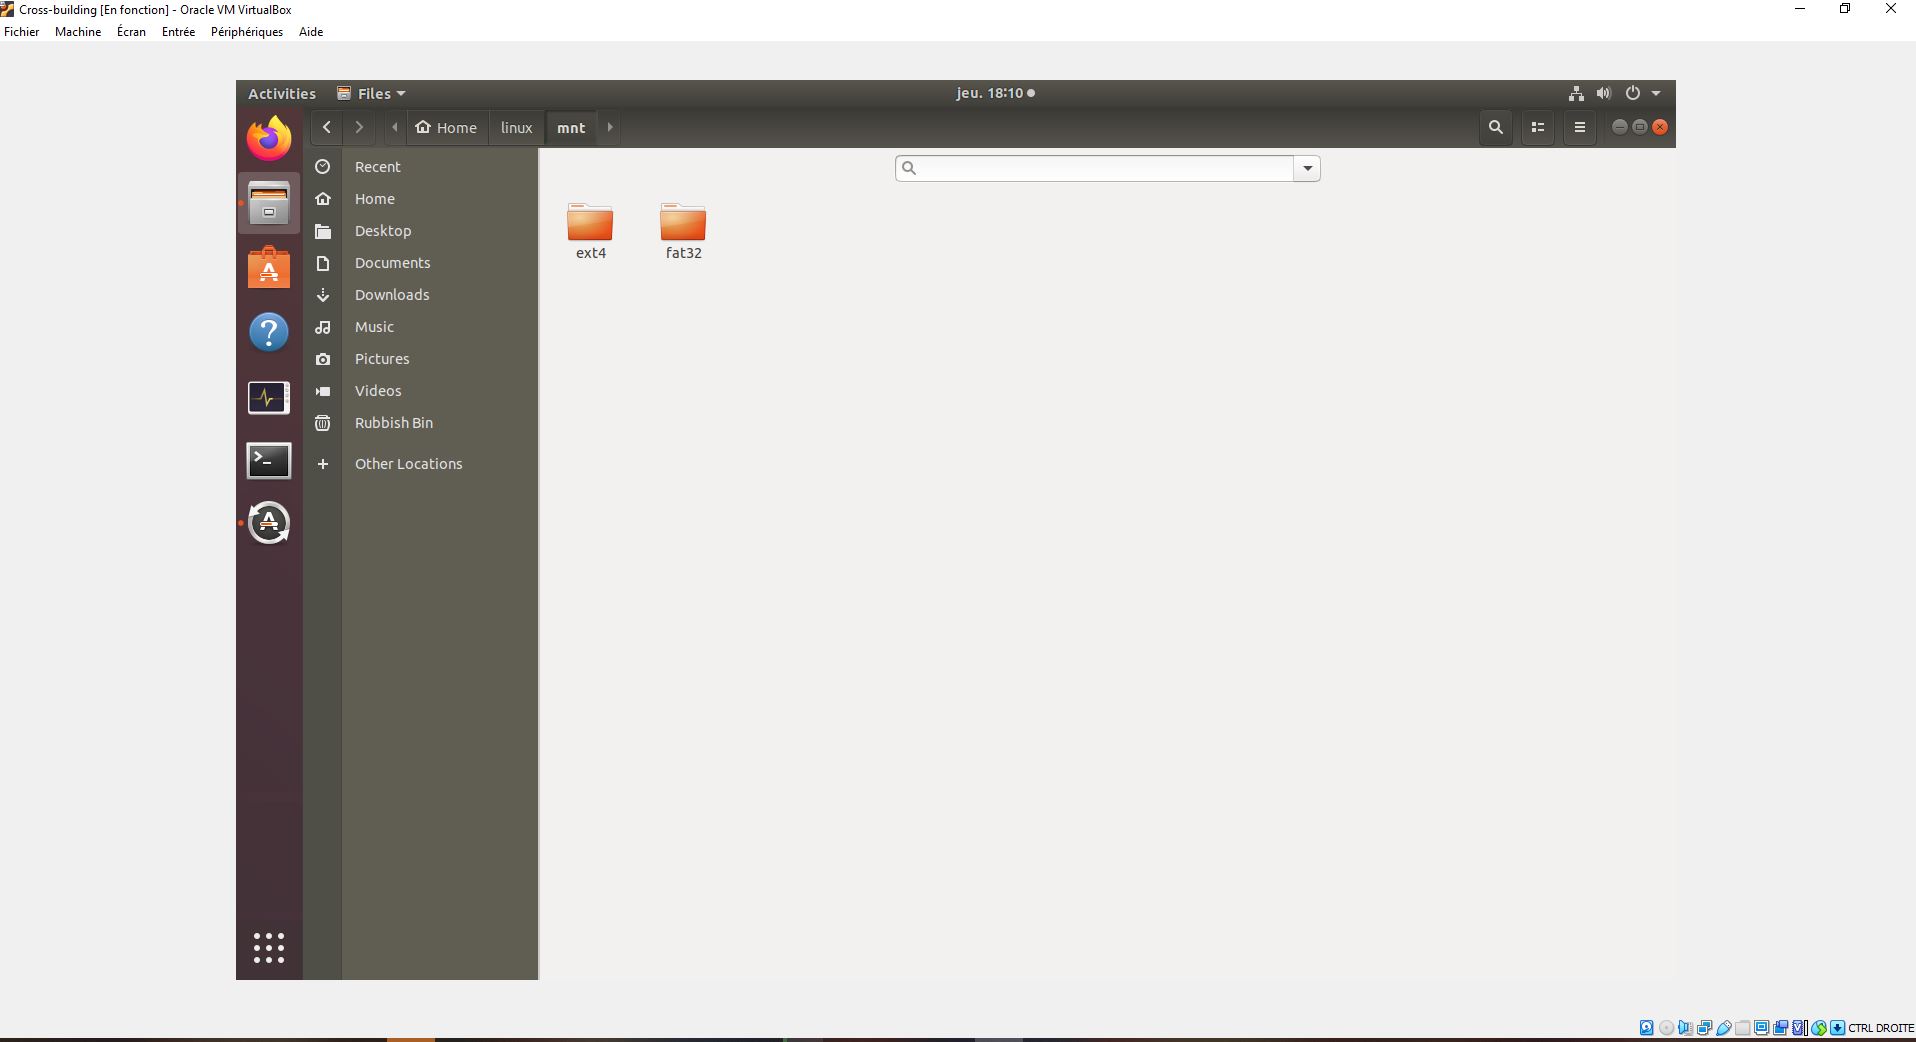 Cross-building [En fonction] - Oracle VM VirtualBox
Fichier Machine Écran Entrée Périphériques Aide
Activities Files jeu. 18:10
Home linux mnt
Recent
Home
Desktop
Documents
Downloads
Music
Pictures
Videos
Rubbish Bin
Other Locations
ext4 fat32
CTRL DROITE